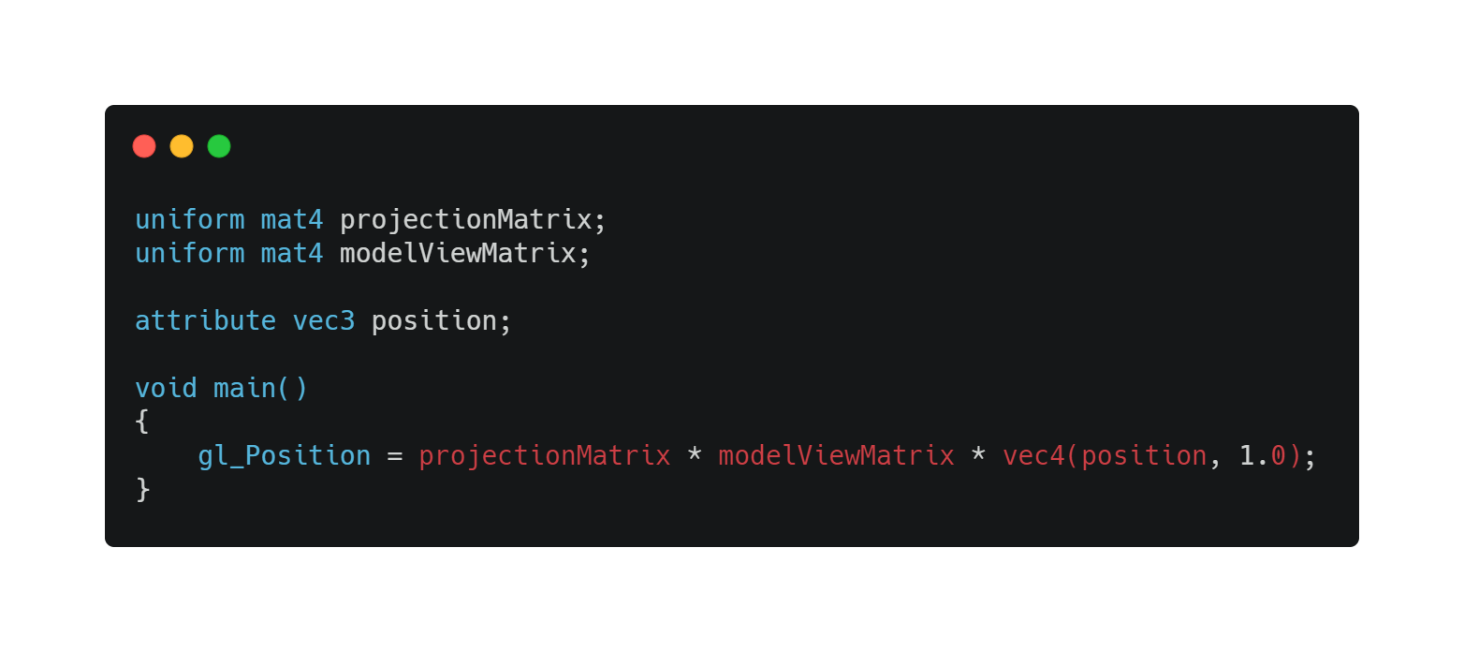 uniform mat4 projectionMatrix;
uniform mat4 modelViewMatrix;
attribute vec3 position;
void main()
{
    gl_Position = projectionMatrix * modelViewMatrix * vec4(position, 1.0);
}